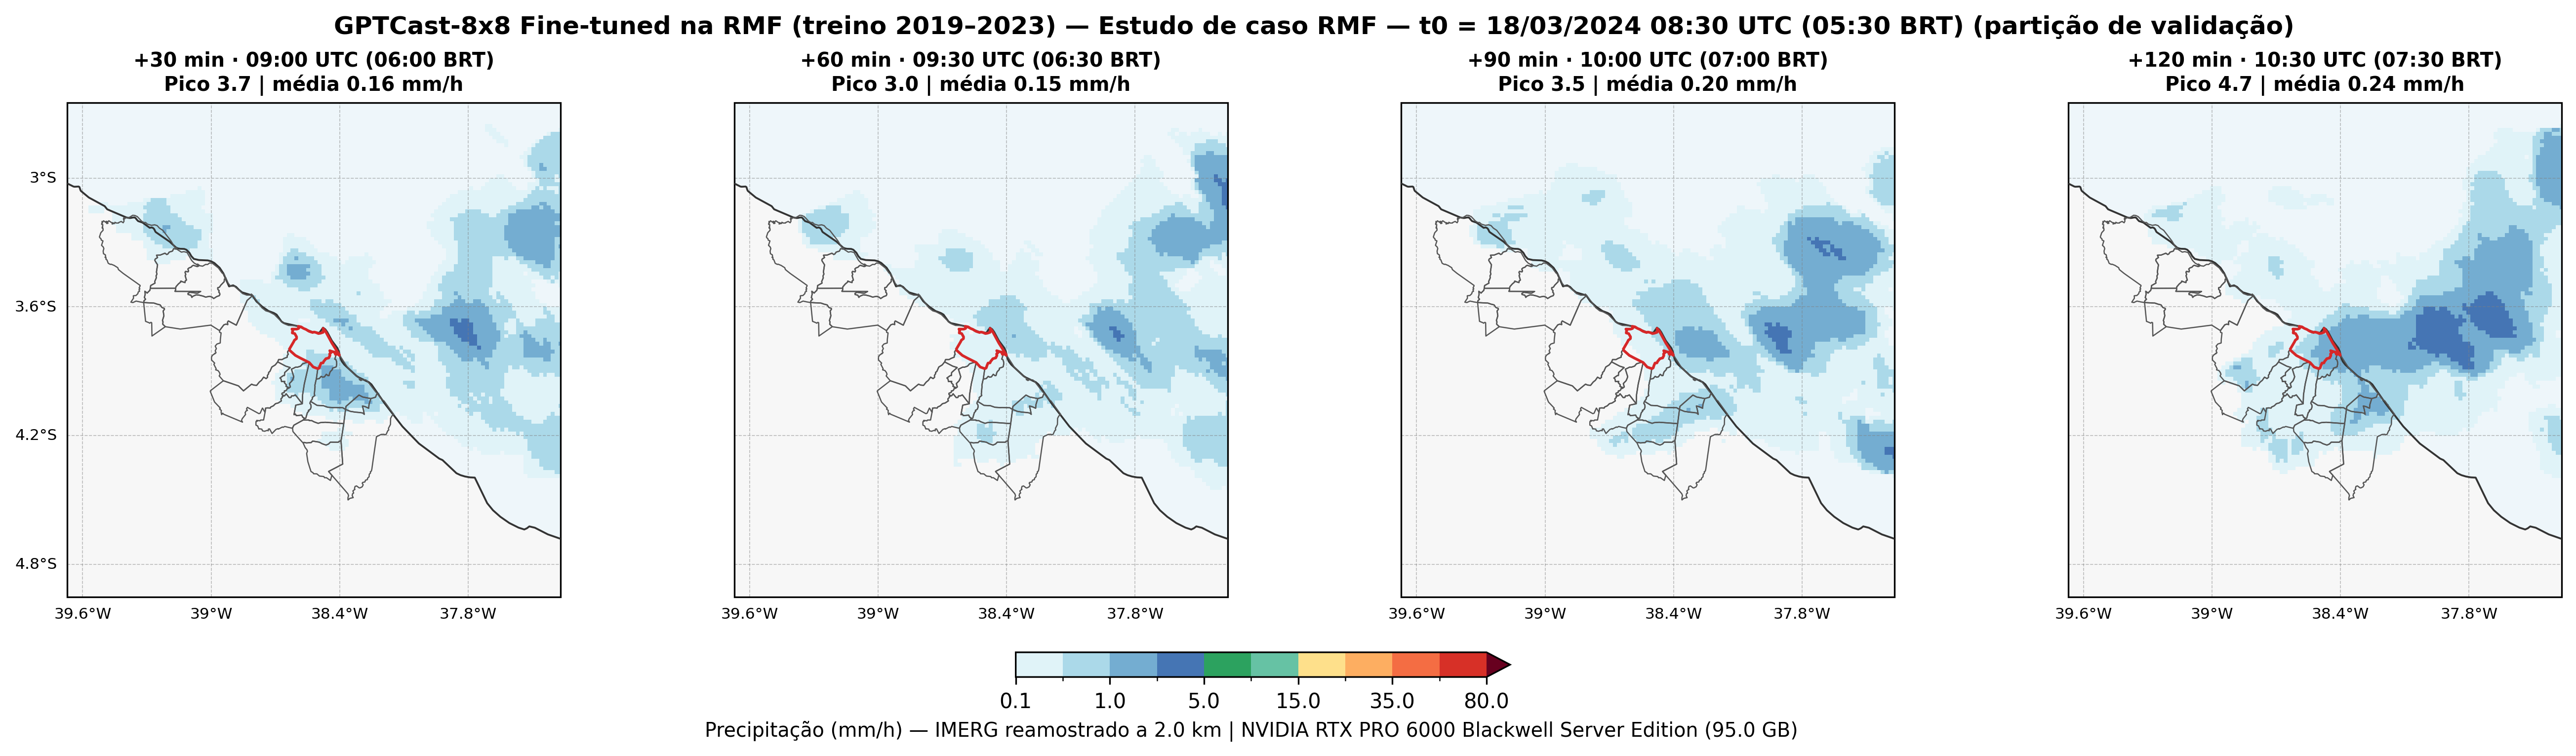 GPTCast-8x8 Fine-tuned na RMF (treino 2019–2023) — Estudo de caso RMF — t0 = 18/03/2024 08:30 UTC (05:30 BRT) (partição de validação)
+30 min · 09:00 UTC (06:00 BRT)
Pico 3.7 | média 0.16 mm/h
+60 min · 09:30 UTC (06:30 BRT)
Pico 3.0 | média 0.15 mm/h
+90 min · 10:00 UTC (07:00 BRT)
Pico 3.5 | média 0.20 mm/h
+120 min · 10:30 UTC (07:30 BRT)
Pico 4.7 | média 0.24 mm/h
3°S
3.6°S
4.2°S
4.8°S
39.6°W 39°W 38.4°W 37.8°W
39.6°W 39°W 38.4°W 37.8°W
39.6°W 39°W 38.4°W 37.8°W
39.6°W 39°W 38.4°W 37.8°W
0.1 1.0 5.0 15.0 35.0 80.0
Precipitação (mm/h) — IMERG reamostrado a 2.0 km | NVIDIA RTX PRO 6000 Blackwell Server Edition (95.0 GB)